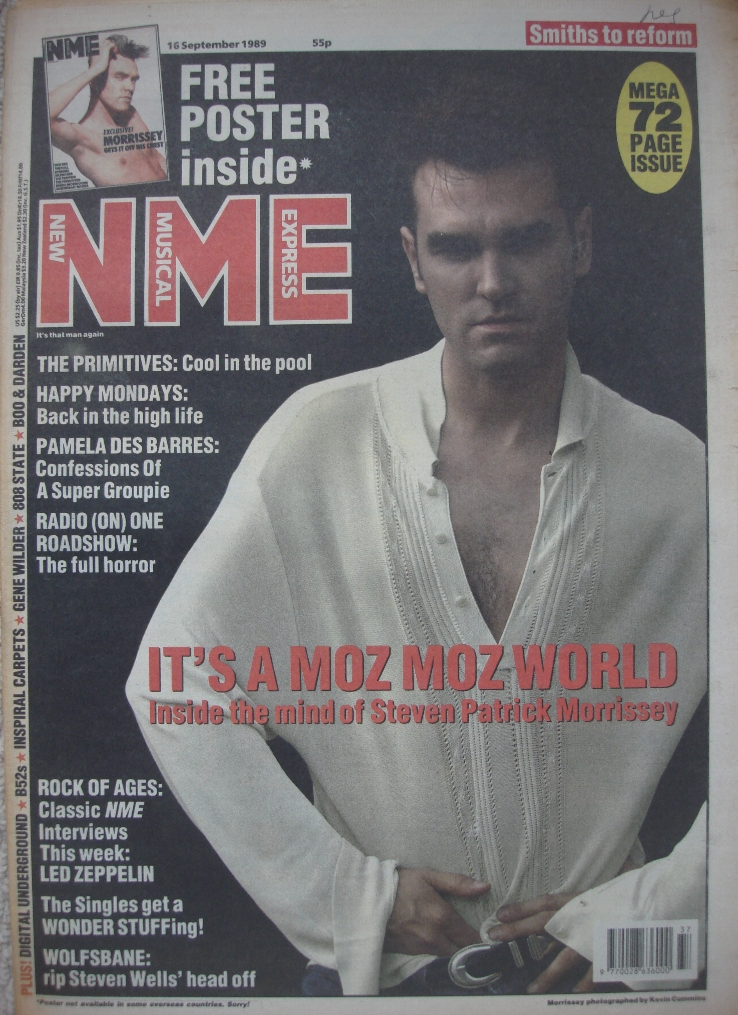 Smiths to reform
NME
16 September 1989
55p
EXCLUSIVE!
MORRISSEY
GETS IT OFF HIS CHEST
FREE
POSTER
inside*
MEGA
72
PAGE
ISSUE
NME
NEW
MUSICAL
EXPRESS
It's that man again
THE PRIMITIVES: Cool in the pool
HAPPY MONDAYS:
Back in the high life
PAMELA DES BARRES:
Confessions Of
A Super Groupie
RADIO (ON) ONE
ROADSHOW:
The full horror
IT'S A MOZ MOZ WORLD
Inside the mind of Steven Patrick Morrissey
ROCK OF AGES:
Classic NME
Interviews
This week:
LED ZEPPELIN
The Singles get a
WONDER STUFFing!
WOLFSBANE:
rip Steven Wells' head off
PLUS! DIGITAL UNDERGROUND ★ B52s ★ INSPIRAL CARPETS ★ GENE WILDER ★ 808 STATE ★ BOO & DARDEN
37
9 770028 636000
*Poster not available in some overseas countries. Sorry!
Morrissey photographed by Kevin Cummins